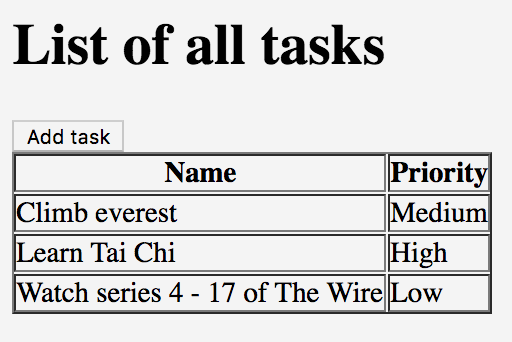 List of all tasks
Add task
Name Priority
Climb everest Medium
Learn Tai Chi High
Watch series 4 - 17 of The Wire Low